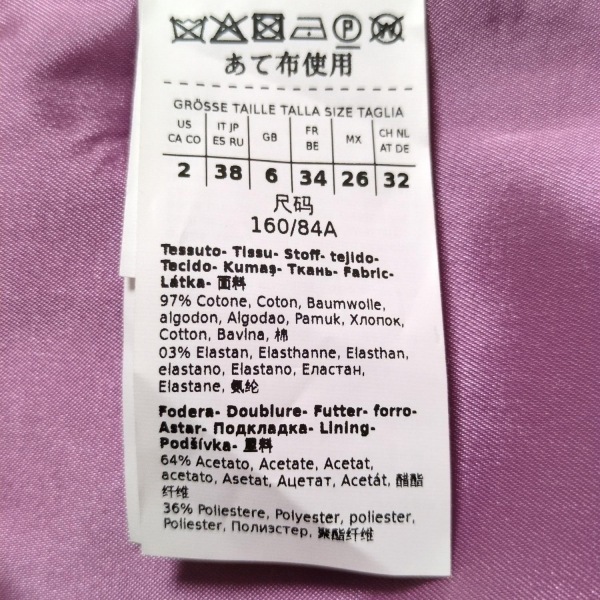 P
あて布使用
GRÖSSE TAILLE TALLA SIZE TAGLIA
US CA CO | IT JP ES RU | GB | FR BE | MX | CH NL AT DE
2 | 38 | 6 | 34 | 26 | 32
尺码
160/84A
Tessuto- Tissu- Stoff- tejido-
Tecido- Kumaş- Ткань- Fabric-
Látka- 面料
97% Cotone, Coton, Baumwolle,
algodon, Algodao, Pamuk, Хлопок,
Cotton, Bavlna, 棉
03% Elastan, Elasthanne, Elasthan,
elastano, Elastano, Еластан,
Elastane, 氨纶
Fodera- Doublure- Futter- forro-
Astar- Подкладка- Lining-
Podšívka- 里料
64% Acetato, Acetate, Acetat,
acetato, Asetat, Ацетат, Acetát, 醋酯
纤维
36% Poliestere, Polyester, poliester,
Poliester, Полиэстер, 聚酯纤维